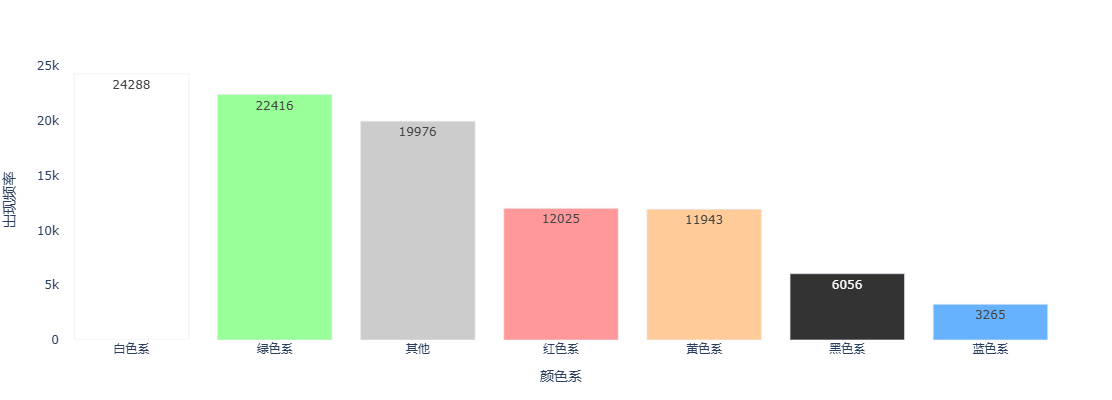 25k
20k
15k
10k
5k
0
出现频率
24288
22416
19976
12025
11943
6056
3265
白色系
绿色系
其他
红色系
黄色系
黑色系
蓝色系
颜色系